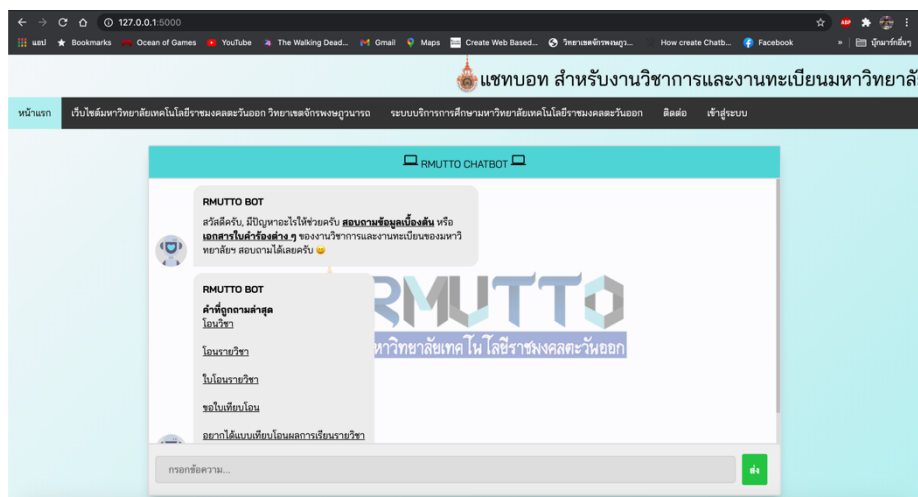 127.0.0.1:5000
แอป
Bookmarks
Ocean of Games
YouTube
The Walking Dead...
Gmail
Maps
Create Web Based...
วิทยาเขตจักรพงษภูว...
How create Chatb...
Facebook
»
บุ๊กมาร์กอื่นๆ
ABP
แชทบอท สำหรับงานวิชาการและงานทะเบียนมหาวิทยาลั
หน้าแรก
เว็บไซต์มหาวิทยาลัยเทคโนโลยีราชมงคลตะวันออก วิทยาเขตจักรพงษภูวนารถ
ระบบบริการการศึกษามหาวิทยาลัยเทคโนโลยีราชมงคลตะวันออก
ติดต่อ
เข้าสู่ระบบ
RMUTTO CHATBOT
RMUTTO BOT
สวัสดีครับ, มีปัญหาอะไรให้ช่วยครับ สอบถามข้อมูลเบื้องต้น หรือ
เอกสารใบคำร้องต่าง ๆ ของงานวิชาการและงานทะเบียนของมหาวิ
ทยาลัยฯ สอบถามได้เลยครับ
RMUTTO BOT
คำที่ถูกถามล่าสุด
โอนวิชา
โอนรายวิชา
ใบโอนรายวิชา
ขอใบเทียบโอน
อยากได้แบบเทียบโอนผลการเรียนรายวิชา
RMUTTO
หาวิทยาลัยเทคโนโลยีราชมงคลตะวันออก
กรอกข้อความ...
ส่ง